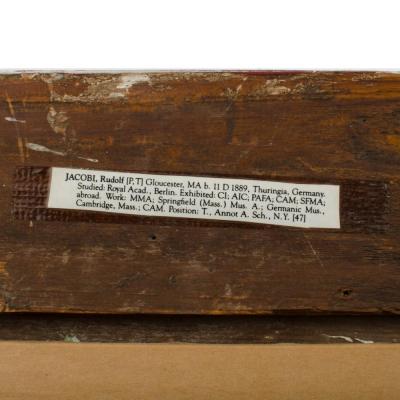 JACOBI, Rudolf [P,T] Gloucester, MA b. 11 D 1889, Thuringia, Germany.
Studied: Royal Acad., Berlin. Exhibited: CI; AIC; PAFA; CAM; SFMA;
abroad. Work: MMA; Springfield (Mass.) Mus. A.; Germanic Mus.,
Cambridge, Mass.; CAM. Position: T., Annot A. Sch., N.Y. [47]